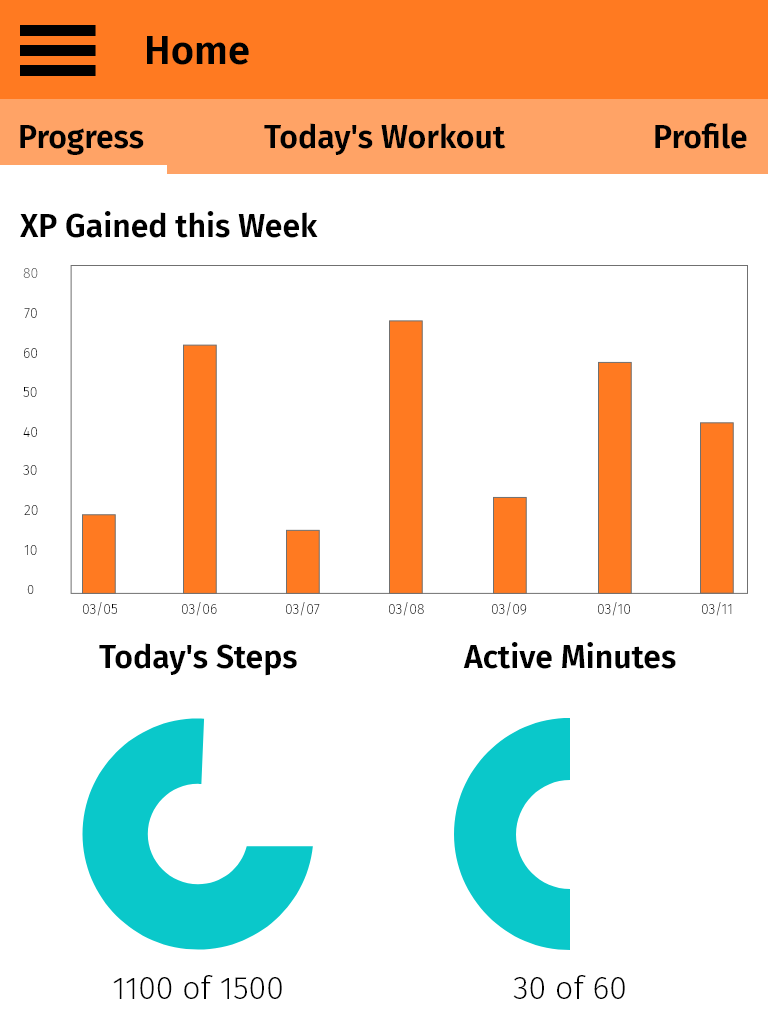 Home
Progress Today's Workout Profile
XP Gained this Week
80
70
60
50
40
30
20
10
0
03/05 03/06 03/07 03/08 03/09 03/10 03/11
Today's Steps Active Minutes
1100 of 1500 30 of 60